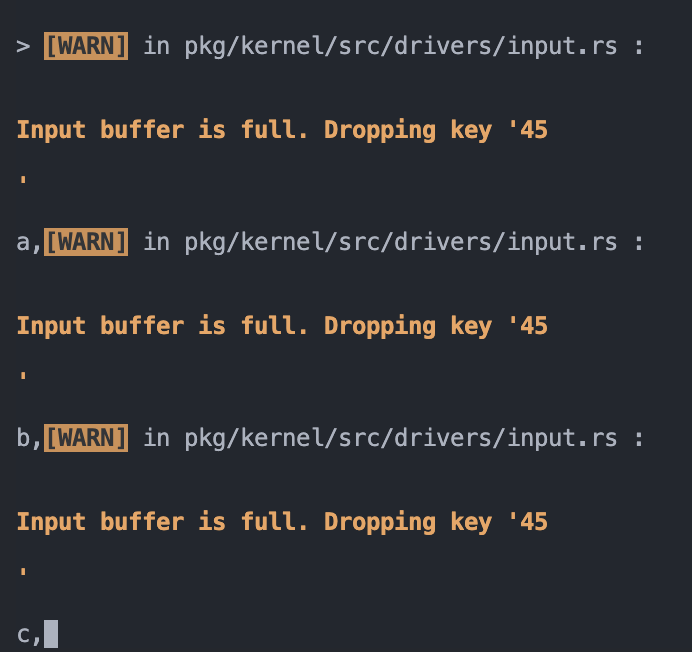 > [WARN] in pkg/kernel/src/drivers/input.rs :
Input buffer is full. Dropping key '45
'
a,[WARN] in pkg/kernel/src/drivers/input.rs :
Input buffer is full. Dropping key '45
'
b,[WARN] in pkg/kernel/src/drivers/input.rs :
Input buffer is full. Dropping key '45
'
c,